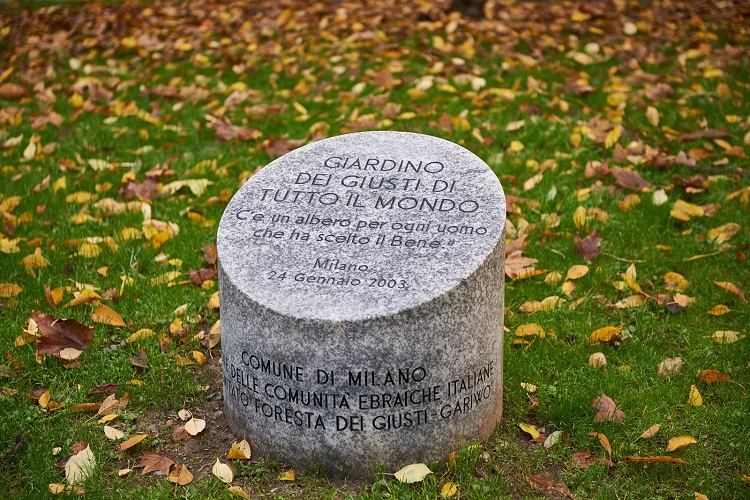 GIARDINO
DEI GIUSTI DI
TUTTO IL MONDO
"C'è un albero per ogni uomo
che ha scelto il Bene."
Milano
24 Gennaio 2003
COMUNE DI MILANO
DELLE COMUNITÀ EBRAICHE ITALIANE
FORESTA DEI GIUSTI - GARIWO